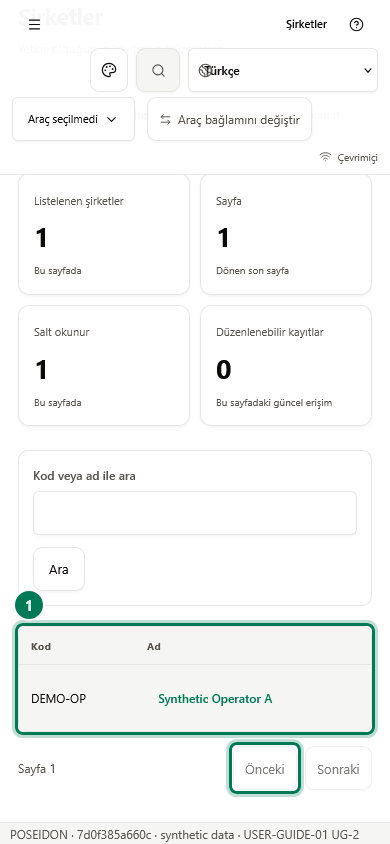 Şirketler
Şirketler
Türkçe
Araç seçilmedi
Araç bağlamını değiştir
Çevrimiçi
Listelenen şirketler
1
Bu sayfada
Sayfa
1
Dönen son sayfa
Salt okunur
1
Bu sayfada
Düzenlenebilir kayıtlar
0
Bu sayfadaki güncel erişim
Kod veya ad ile ara
Ara
1
Kod Ad
DEMO-OP Synthetic Operator A
Sayfa 1
Önceki
Sonraki
POSEIDON · 7d0f385a660c · synthetic data · USER-GUIDE-01 UG-2